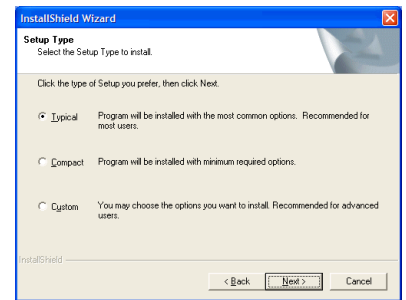 InstallShield Wizard
Setup Type
Select the Setup Type to install.
Click the type of Setup you prefer, then click Next.
Typical
Program will be installed with the most common options. Recommended for
most users.
Compact
Program will be installed with minimum required options.
Custom
You may choose the options you want to install. Recommended for advanced
users.
InstallShield
< Back
Next >
Cancel